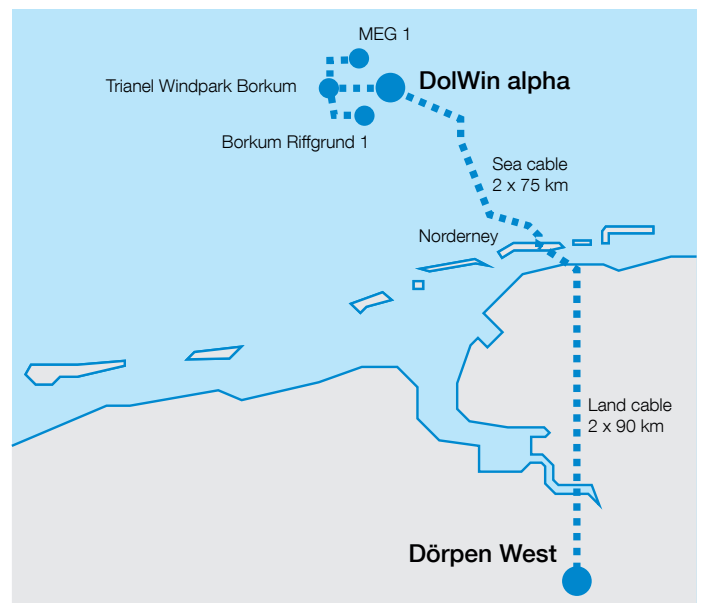 MEG 1
Trianel Windpark Borkum
DolWin alpha
Borkum Riffgrund 1
Sea cable
2 x 75 km
Norderney
Land cable
2 x 90 km
Dörpen West